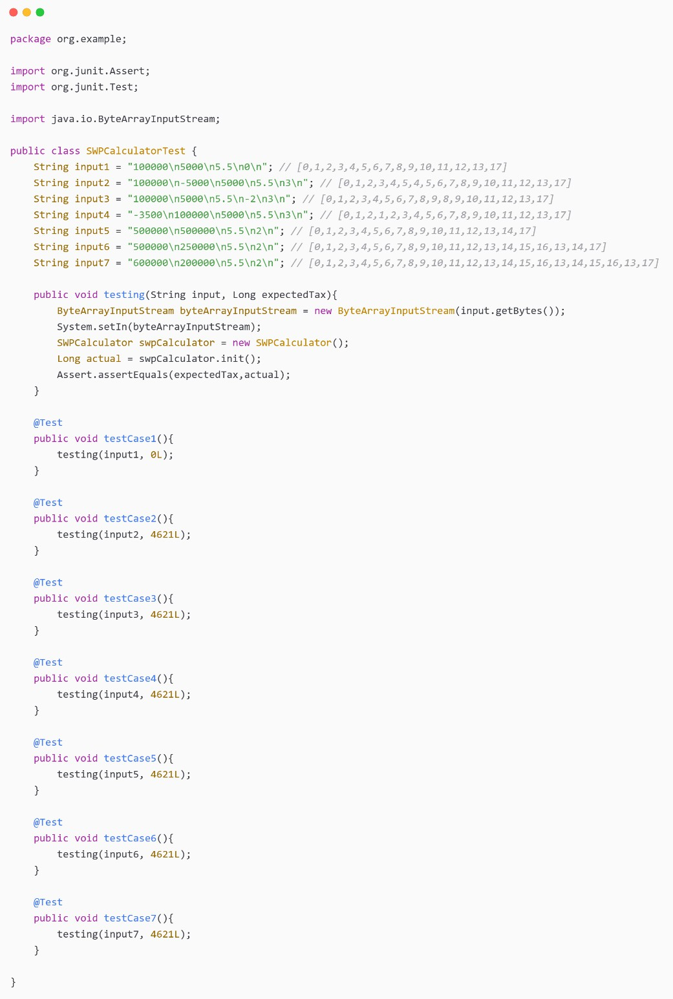 package org.example;
import org.junit.Assert;
import org.junit.Test;
import java.io.ByteArrayInputStream;
public class SWPCalculatorTest {
    String input1 = "100000\n5000\n5.5\n0\n"; // [0,1,2,3,4,5,6,7,8,9,10,11,12,13,17]
    String input2 = "100000\n-5000\n5000\n5.5\n3\n"; // [0,1,2,3,4,5,4,5,6,7,8,9,10,11,12,13,17]
    String input3 = "100000\n5000\n5.5\n-2\n3\n"; // [0,1,2,3,4,5,6,7,8,9,8,9,10,11,12,13,17]
    String input4 = "-3500\n100000\n5000\n5.5\n3\n"; // [0,1,2,1,2,3,4,5,6,7,8,9,10,11,12,13,17]
    String input5 = "500000\n500000\n5.5\n2\n"; // [0,1,2,3,4,5,6,7,8,9,10,11,12,13,14,17]
    String input6 = "500000\n250000\n5.5\n2\n"; // [0,1,2,3,4,5,6,7,8,9,10,11,12,13,14,15,16,13,14,17]
    String input7 = "600000\n200000\n5.5\n2\n"; // [0,1,2,3,4,5,6,7,8,9,10,11,12,13,14,15,16,13,14,15,16,13,17]
    public void testing(String input, Long expectedTax){
        ByteArrayInputStream byteArrayInputStream = new ByteArrayInputStream(input.getBytes());
        System.setIn(byteArrayInputStream);
        SWPCalculator swpCalculator = new SWPCalculator();
        Long actual = swpCalculator.init();
        Assert.assertEquals(expectedTax,actual);
    }
    @Test
    public void testCase1(){
        testing(input1, 0L);
    }
    @Test
    public void testCase2(){
        testing(input2, 4621L);
    }
    @Test
    public void testCase3(){
        testing(input3, 4621L);
    }
    @Test
    public void testCase4(){
        testing(input4, 4621L);
    }
    @Test
    public void testCase5(){
        testing(input5, 4621L);
    }
    @Test
    public void testCase6(){
        testing(input6, 4621L);
    }
    @Test
    public void testCase7(){
        testing(input7, 4621L);
    }
}